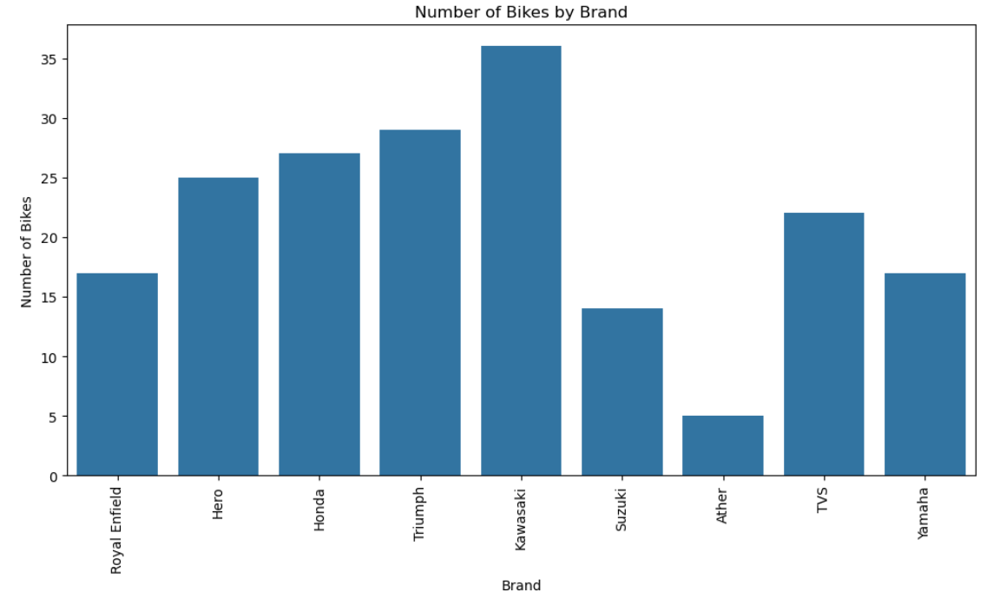 Number of Bikes by Brand
Number of Bikes
35
30
25
20
15
10
5
0
Royal Enfield
Hero
Honda
Triumph
Kawasaki
Suzuki
Ather
TVS
Yamaha
Brand